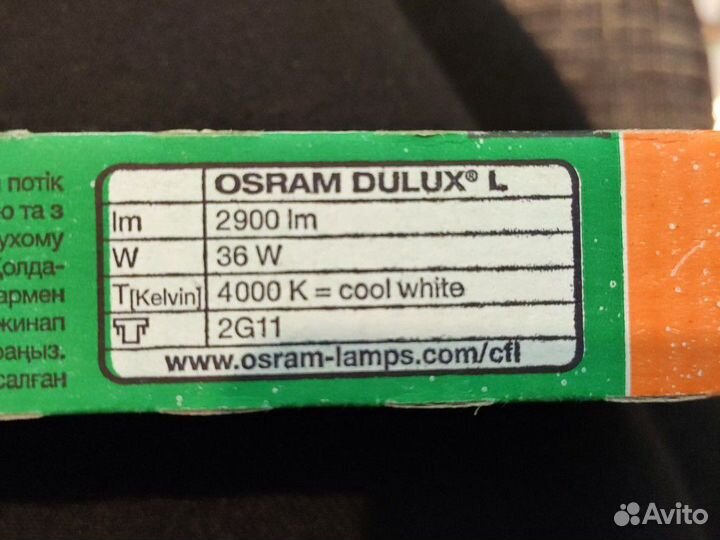 потік
ю та з
ухому
Қолда-
армен
жинап
раңыз.
салған
OSRAM DULUX® L
lm 2900 lm
W 36 W
T[Kelvin] 4000 K = cool white
2G11
www.osram-lamps.com/cfl
Avito